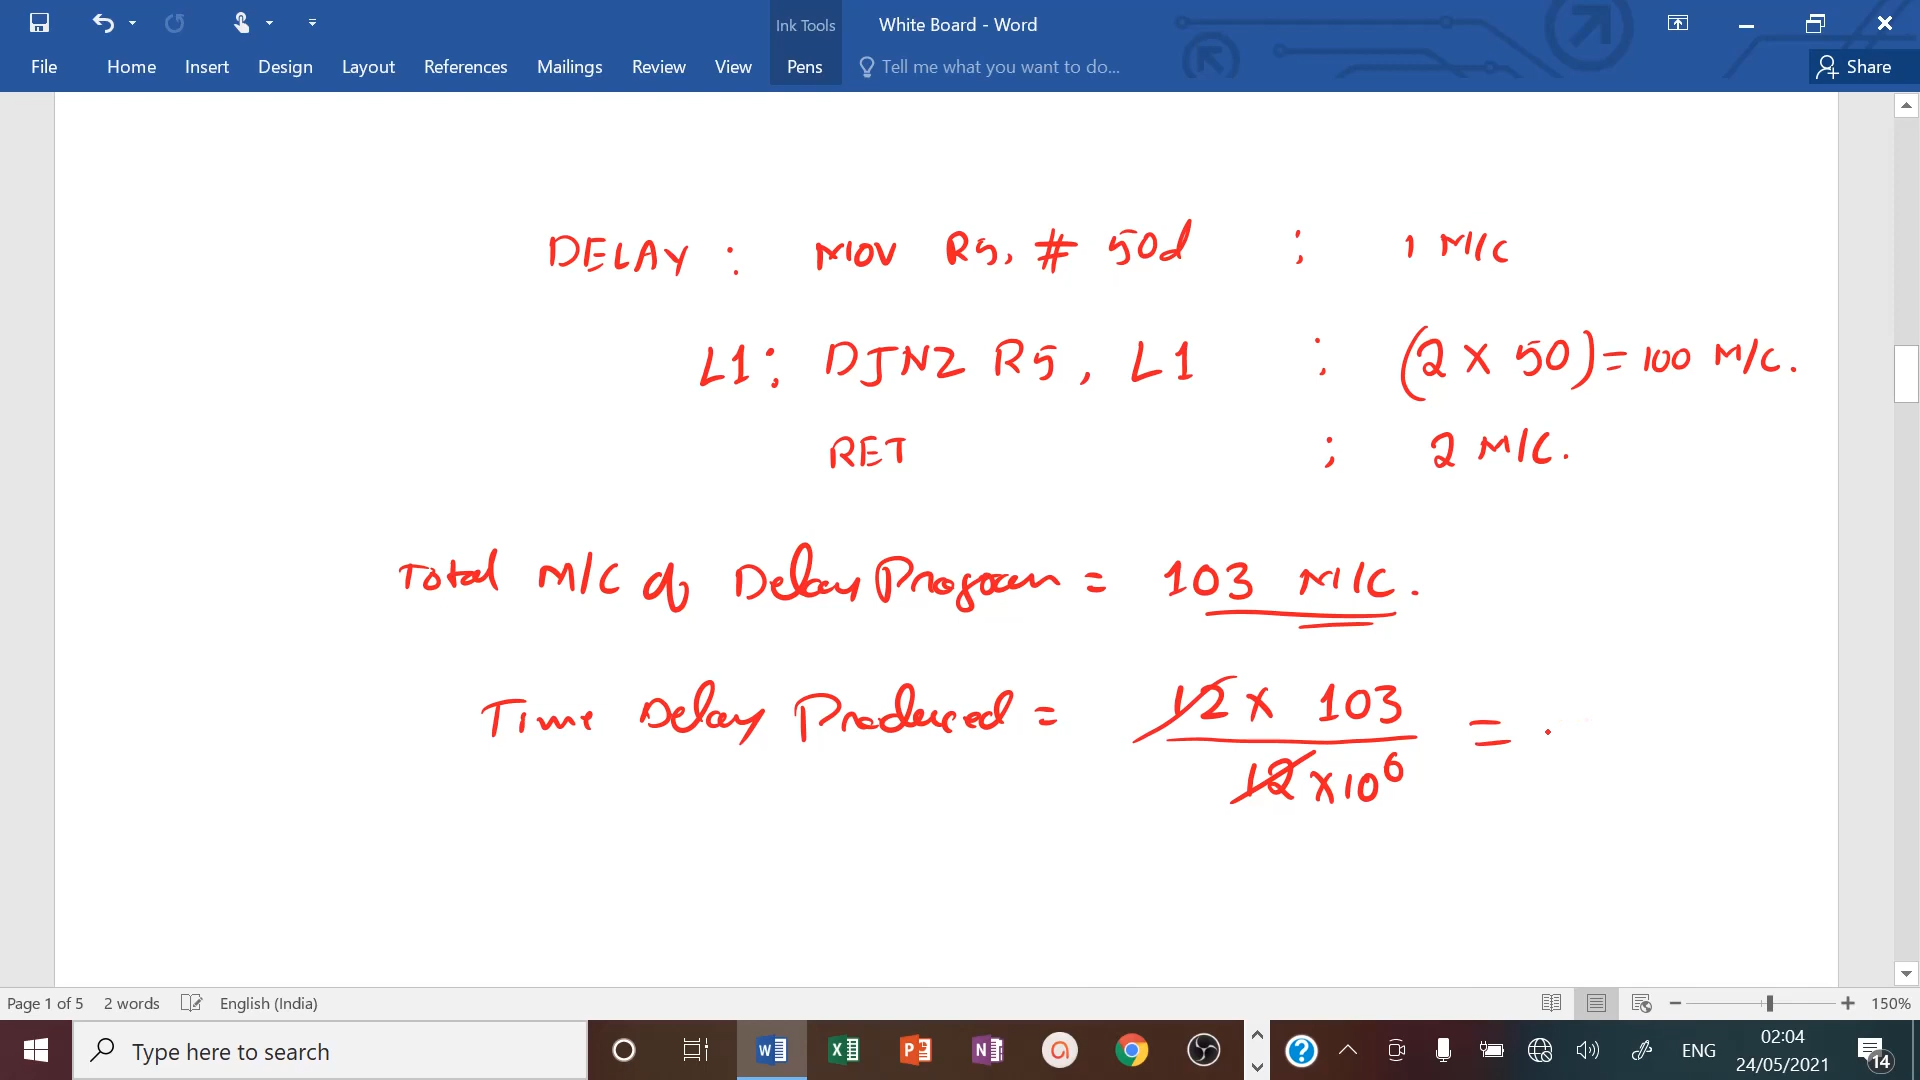 Ink Tools
White Board - Word
File Home Insert Design Layout References Mailings Review View Pens Tell me what you want to do... Share
DELAY : MOV R5, # 50d ; 1 M/C
L1: DJNZ R5, L1 ; (2 X 50) = 100 M/C.
RET ; 2 M/C.
Total M/C of Delay Program = 103 M/C.
Time Delay Produced = 12 x 103 =
12 x 10⁶
Page 1 of 5 2 words English (India) 150%
Type here to search
ENG
02:04
24/05/2021
14